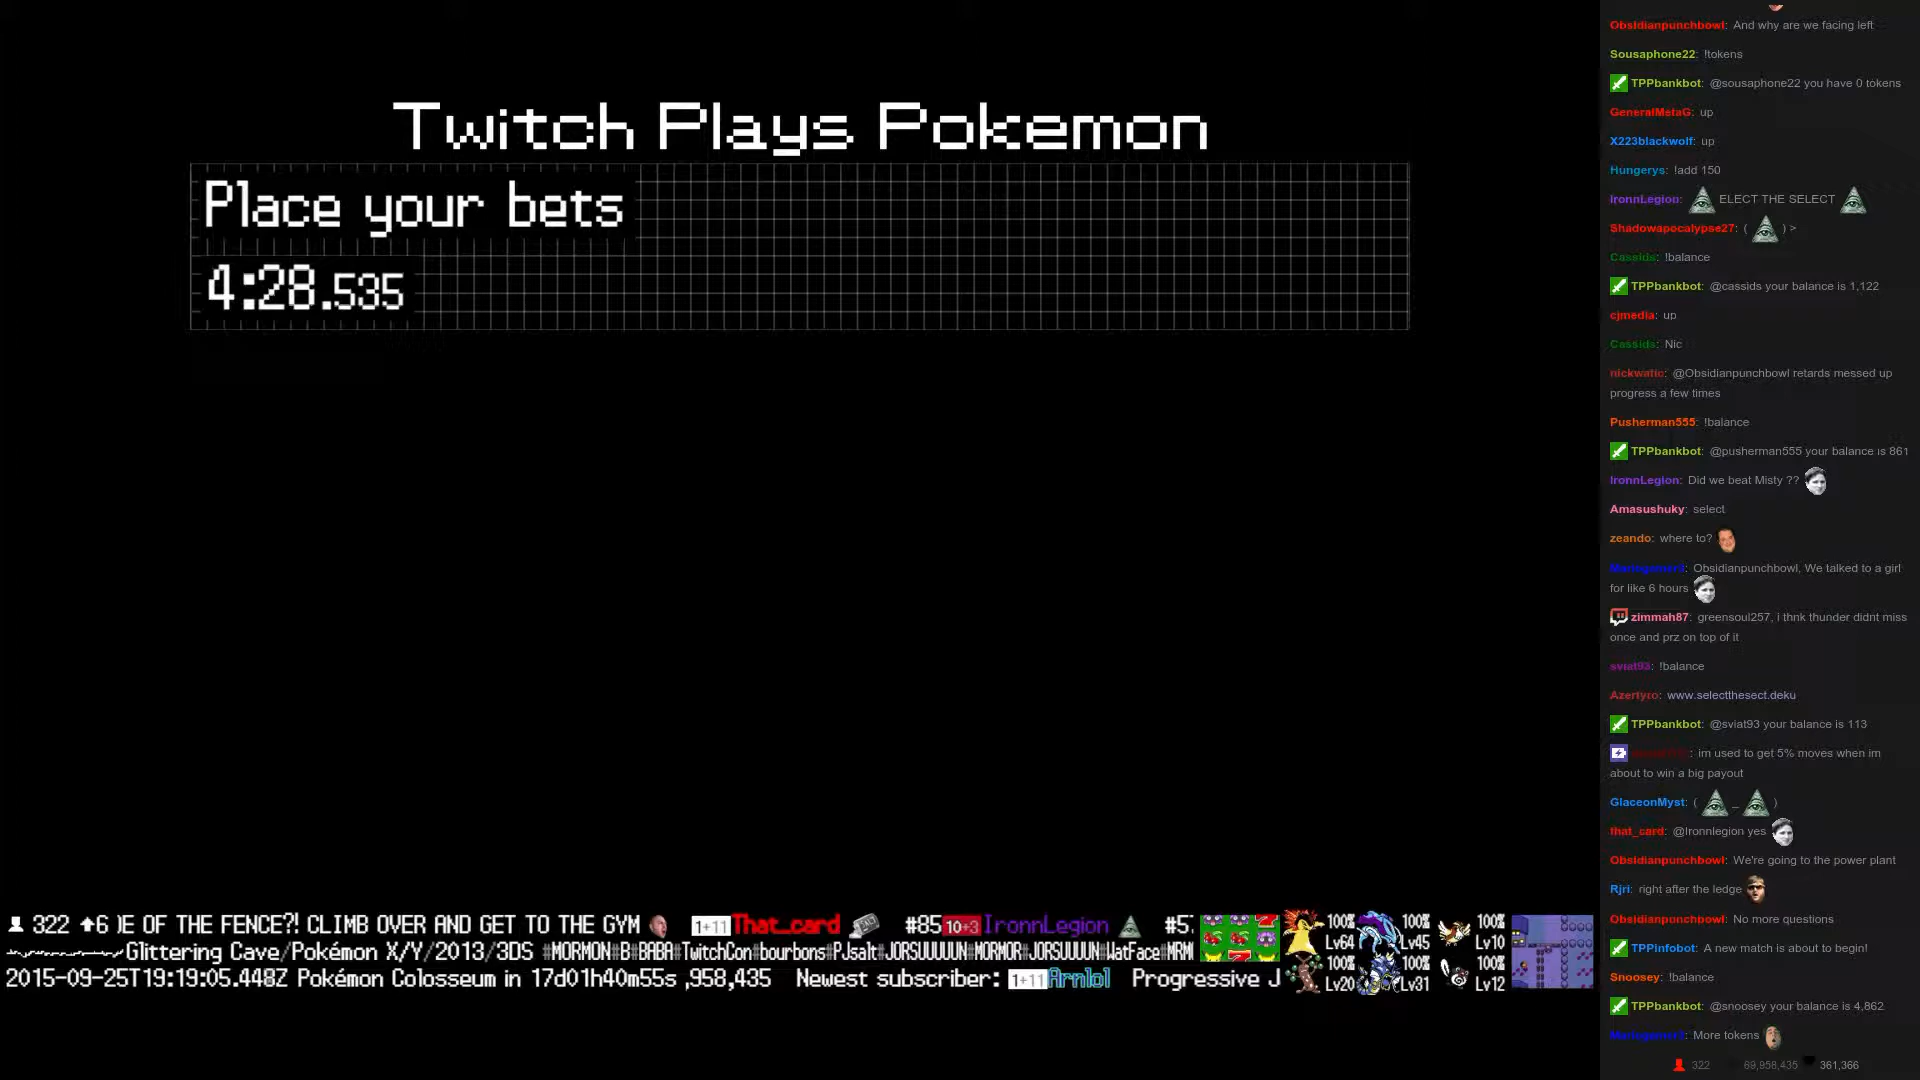 Twitch Plays Pokemon
Place your bets
4:28.535
322 6 )E OF THE FENCE?! CLIMB OVER AND GET TO THE GYM 1+11 That_card #85 10+3 IronnLegion #5
Glittering Cave/Pokémon X/Y/2013/3DS #MORMON#B#BABA#TwitchCon#bourbons#PJsalt#JORSUUUUN#MORMOR#JORSUUUN#WatFace#MRM
2015-09-25T19:19:05.448Z Pokémon Colosseum in 17d01h40m55s ,958,435 Newest subscriber: 1+11 Arnlol Progressive J
100% Lv64 100% Lv45 100% Lv10
100% Lv20 100% Lv31 100% Lv12
Obsidianpunchbowl: And why are we facing left
Sousaphone22: !tokens
TPPbankbot: @sousaphone22 you have 0 tokens
GeneralMetaG: up
X223blackwolf: up
Hungerys: !add 150
IronnLegion: ELECT THE SELECT
Shadowapocalypse27: ( ) >
Cassids: !balance
TPPbankbot: @cassids your balance is 1,122
cjmedia: up
Cassids: Nic
nickwatic: @Obsidianpunchbowl retards messed up
progress a few times
Pusherman555: !balance
TPPbankbot: @pusherman555 your balance is 861
IronnLegion: Did we beat Misty ??
Amasushuky: select
zeando: where to?
Obsidianpunchbowl, We talked to a girl
for like 6 hours
zimmah87: greensoul257, i thnk thunder didnt miss
once and prz on top of it
sviat93: !balance
Azertyzo: www.selectthesect.deku
TPPbankbot: @sviat93 your balance is 113
: im used to get 5% moves when im
about to win a big payout
GlaceonMyst: ( _ )
that_card: @Ironnlegion yes
Obsidianpunchbowl: We're going to the power plant
Rjri: right after the ledge
Obsidianpunchbowl: No more questions
TPPinfobot: A new match is about to begin!
Snoosey: !balance
TPPbankbot: @snoosey your balance is 4,862
More tokens
322 69,958,435 361,366